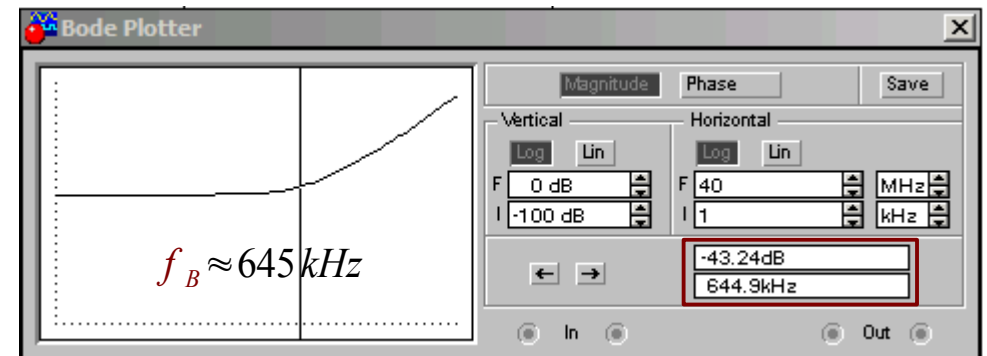 Bode Plotter
Magnitude Phase Save
Vertical Horizontal
Log Lin Log Lin
F 0 dB F 40 MHz
I -100 dB I 1 kHz
f B ≈ 645 kHz
← →
-43.24dB
644.9kHz
In Out